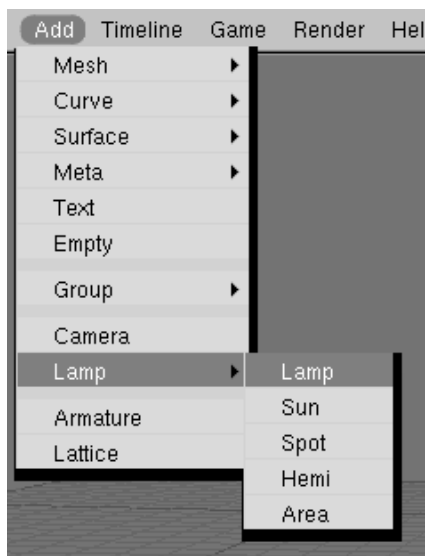 Add Timeline Game Render Hel
Mesh
Curve
Surface
Meta
Text
Empty
Group
Camera
Lamp
Lamp
Sun
Armature
Spot
Lattice
Hemi
Area